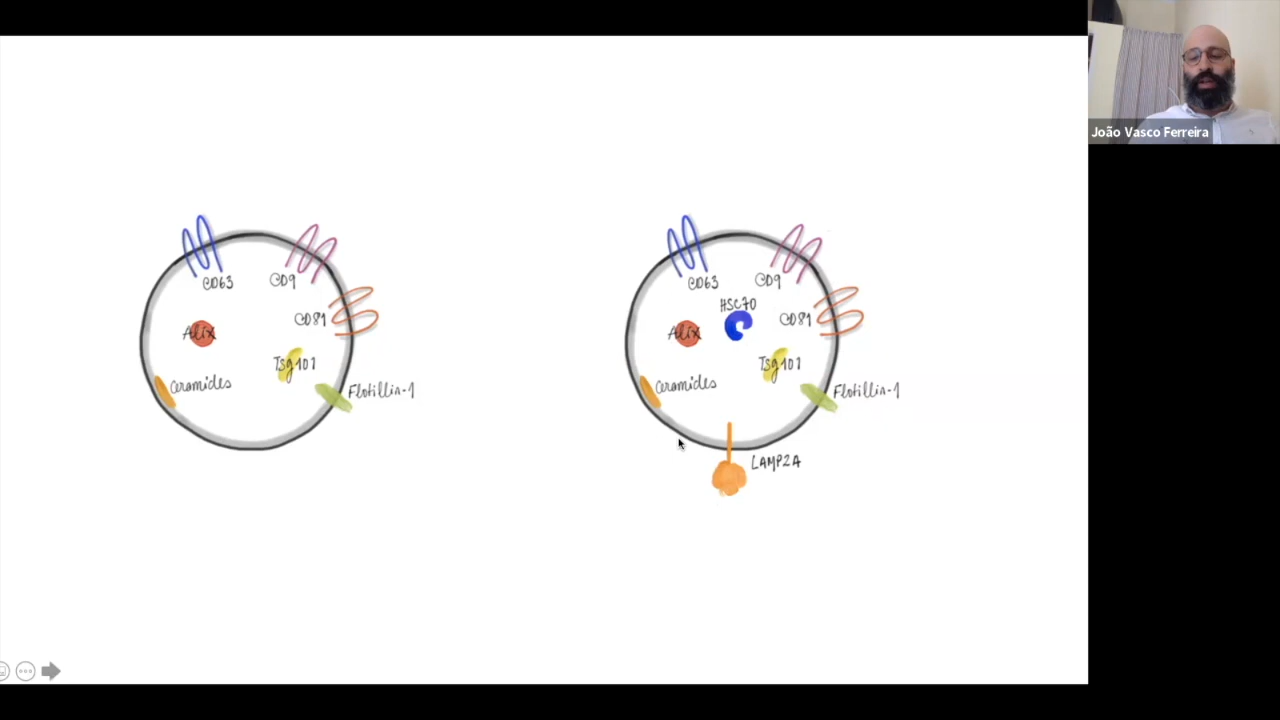 João Vasco Ferreira
CD63
CD9
CD81
Alix
Tsg101
Ceramides
Flotillin-1
CD63
CD9
HSC70
CD81
Alix
Tsg101
Ceramides
Flotillin-1
LAMP2A